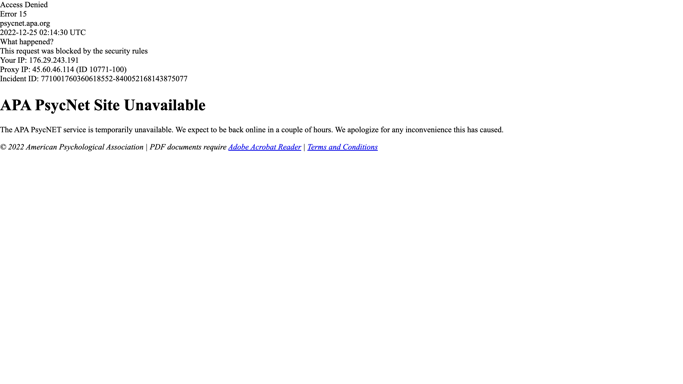 Access Denied
Error 15
psycnet.apa.org
2022-12-25 02:14:30 UTC
What happened?
This request was blocked by the security rules
Your IP: 176.29.243.191
Proxy IP: 45.60.46.114 (ID 10771-100)
Incident ID: 771001760360618552-840052168143875077
APA PsycNet Site Unavailable
The APA PsycNET service is temporarily unavailable. We expect to be back online in a couple of hours. We apologize for any inconvenience this has caused.
© 2022 American Psychological Association | PDF documents require Adobe Acrobat Reader | Terms and Conditions